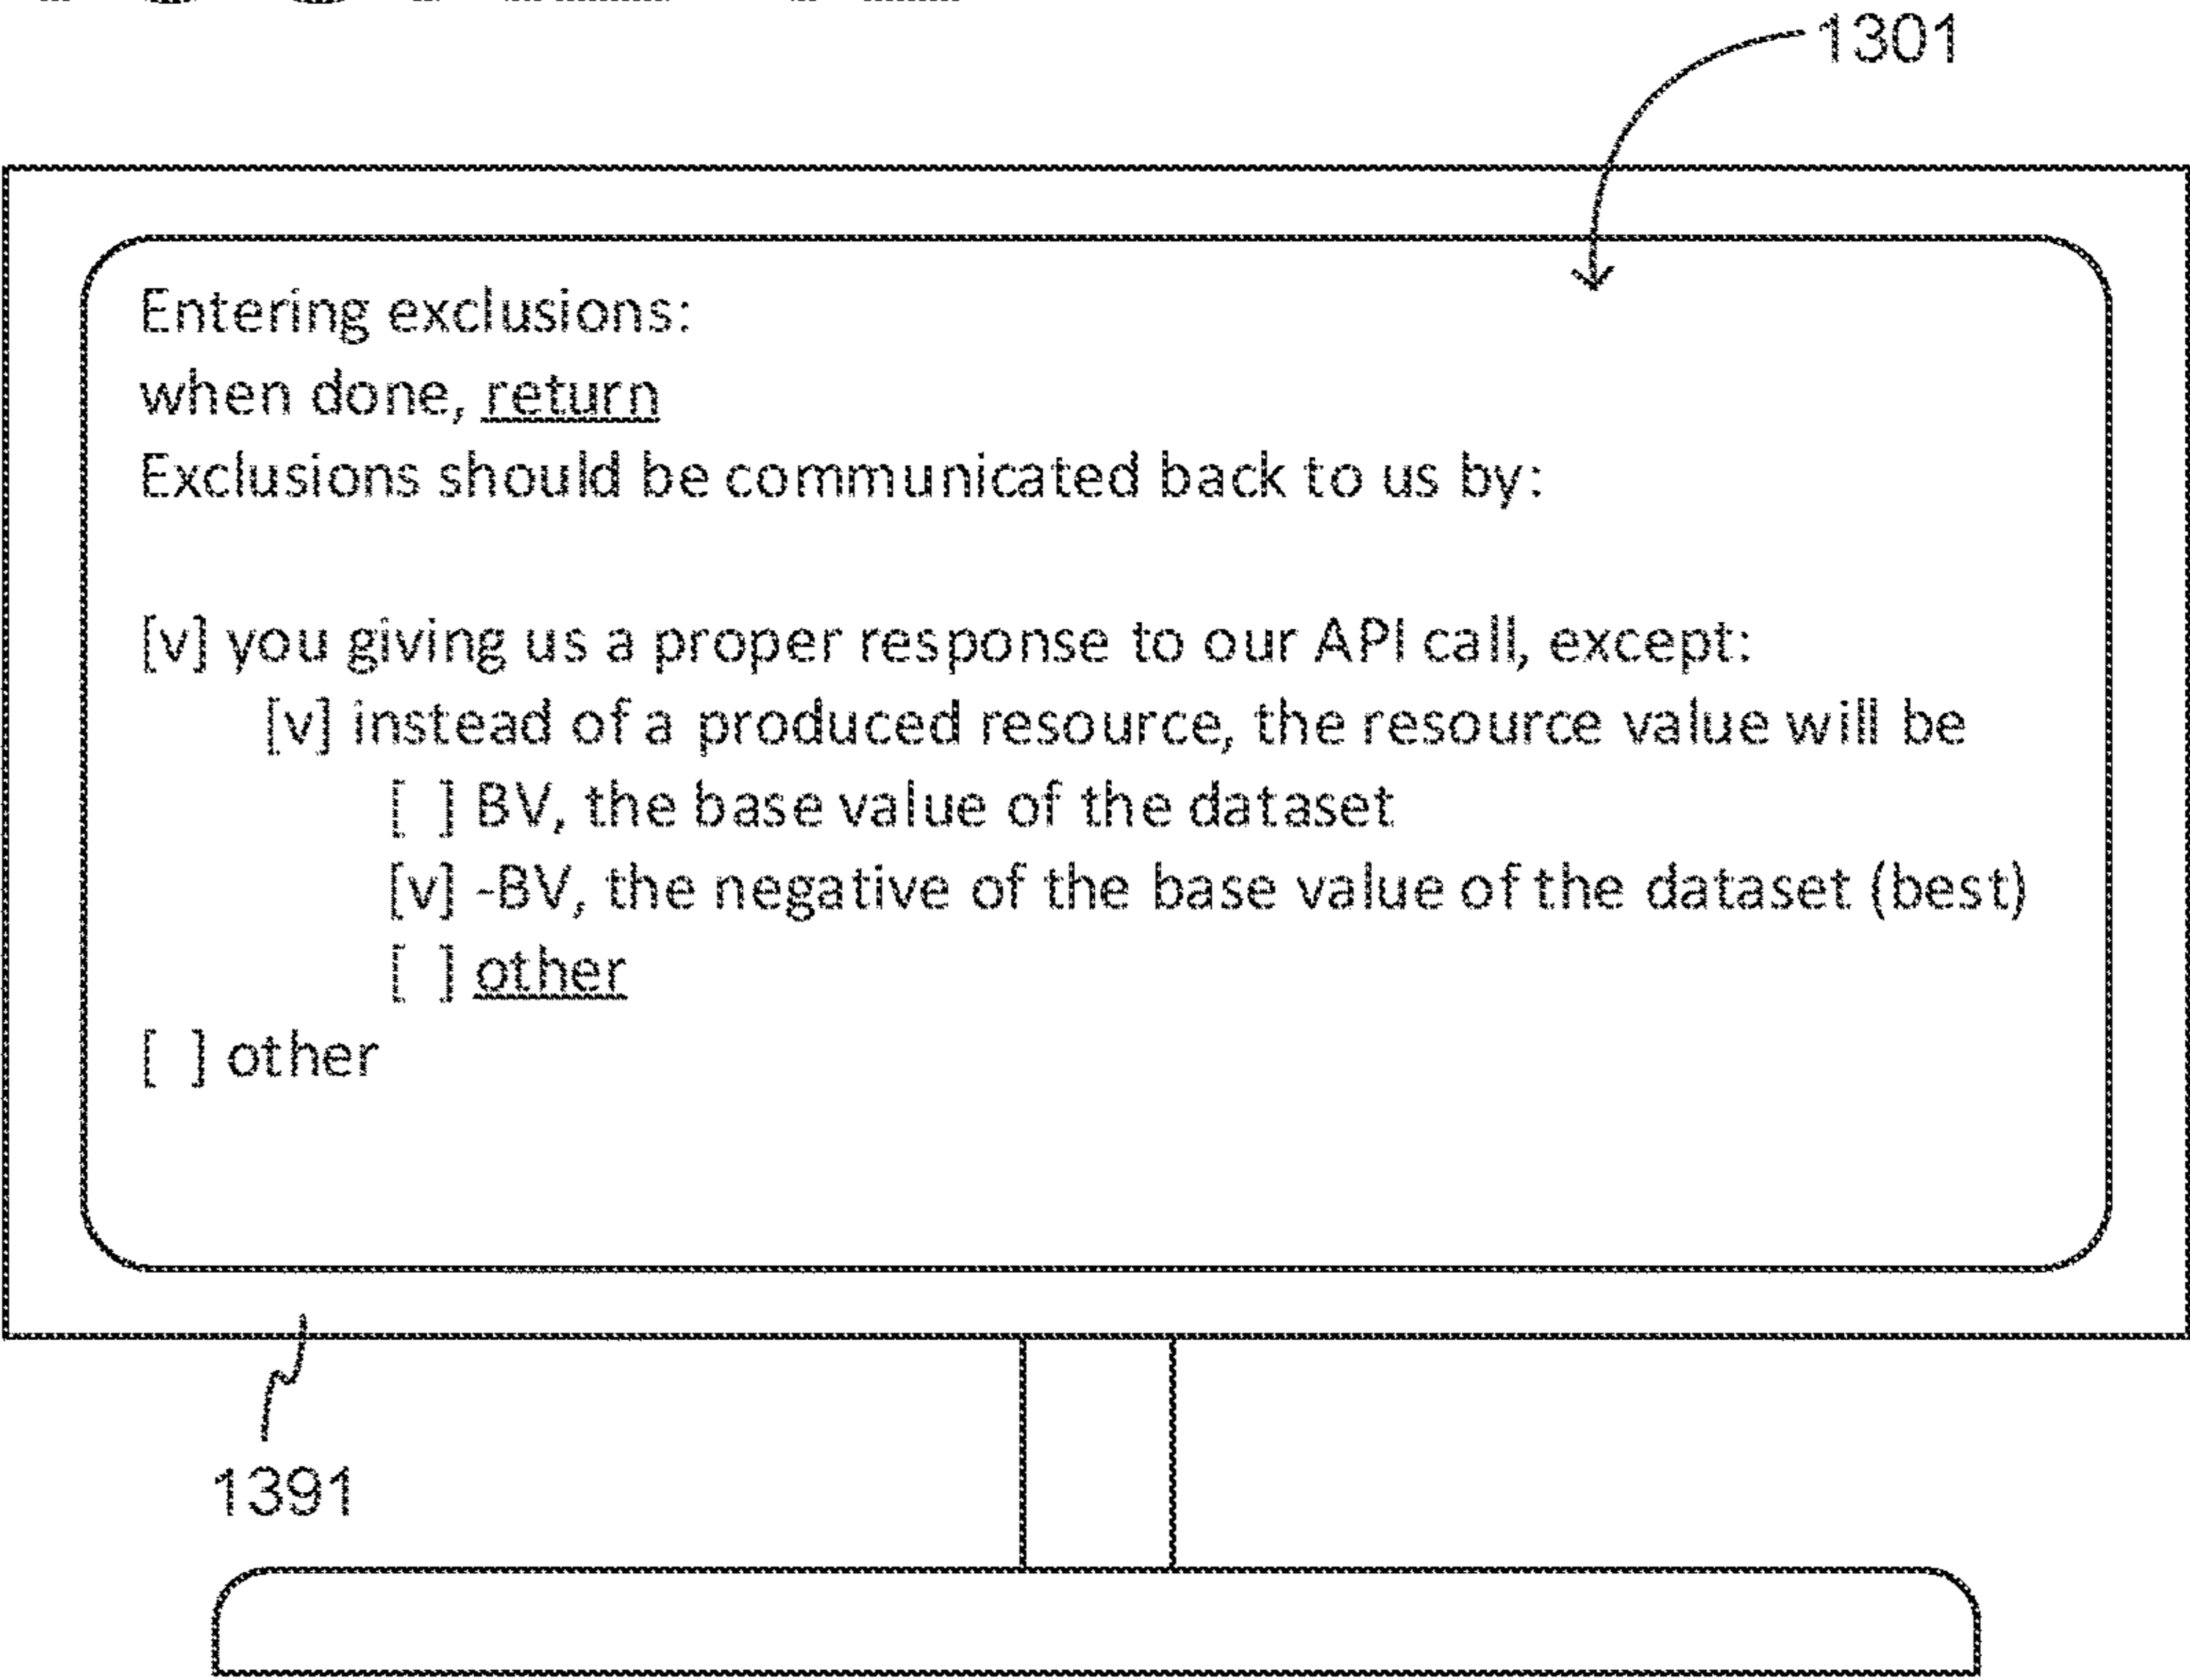 1301
Entering exclusions:
when done, return
Exclusions should be communicated back to us by:
[v] you giving us a proper response to our API call, except:
[v] instead of a produced resource, the resource value will be
[ ] BV, the base value of the dataset
[v] -BV, the negative of the base value of the dataset (best)
[ ] other
[ ] other
1391